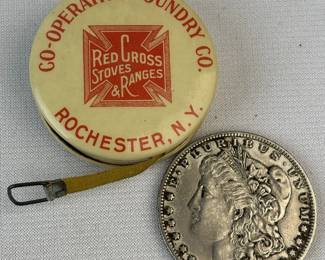 CO-OPERATIVE FOUNDRY CO.
RED CROSS
STOVES
& RANGES
ROCHESTER, N.Y.
E·PLURIBUS·UNUM